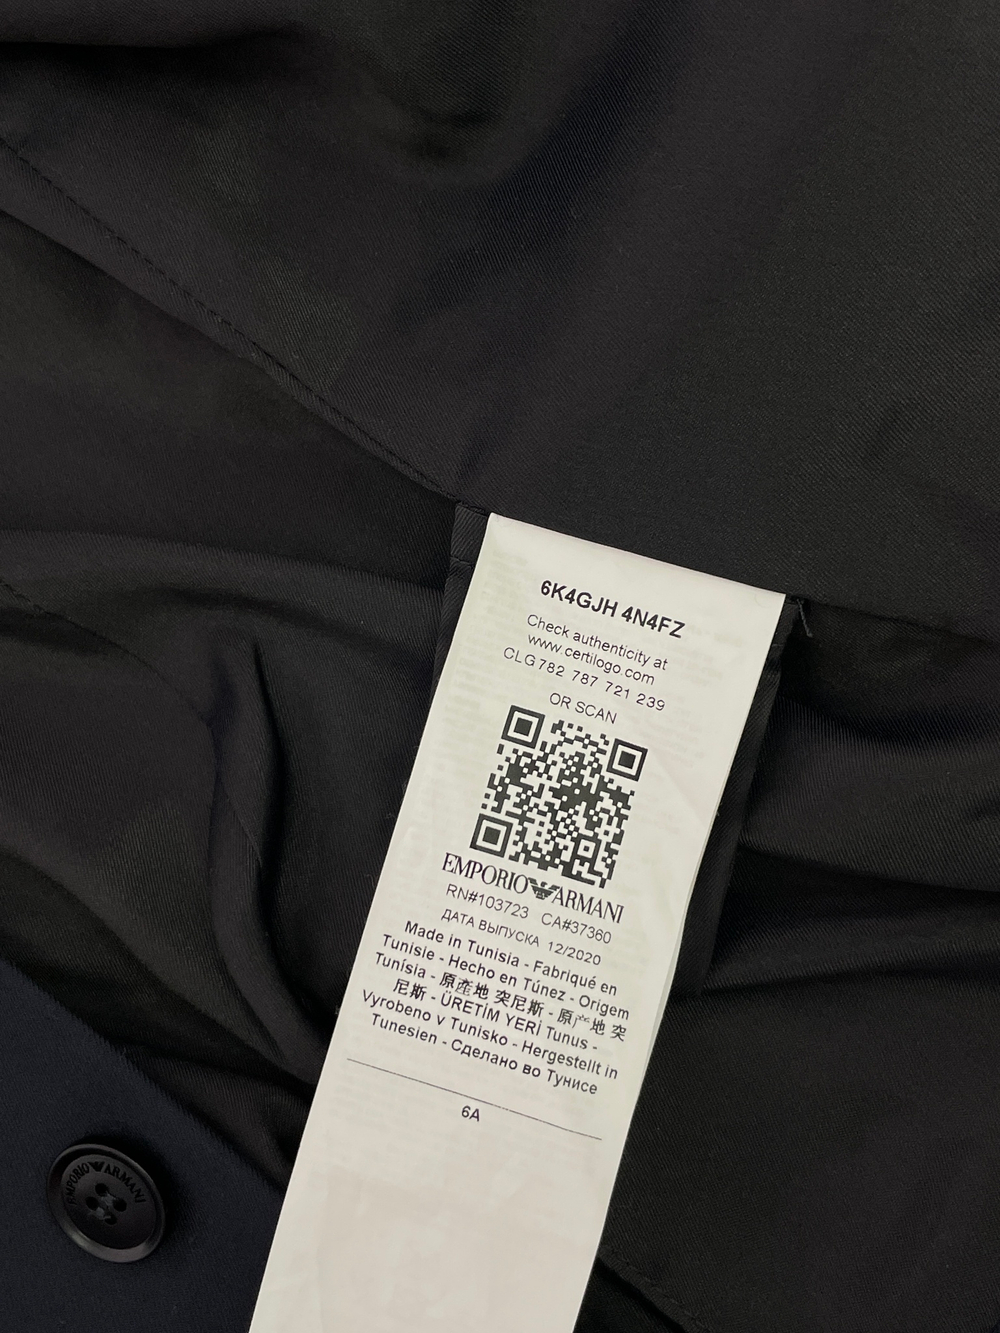 6K4GJH 4N4FZ
Check authenticity at
www.certilogo.com
CLG 782 787 721 239
OR SCAN
EMPORIO ARMANI
RN#103723 CA#37360
ДАТА ВЫПУСКА 12/2020
Made in Tunisia - Fabriqué en
Tunisie - Hecho en Túnez - Origem
Tunísia - 原産地 突尼斯 - 原产地 突
尼斯 - ÜRETİM YERİ Tunus -
Vyrobeno v Tunisko - Hergestellt in
Tunesien - Сделано во Тунисе
6A
EMPORIO ARMANI